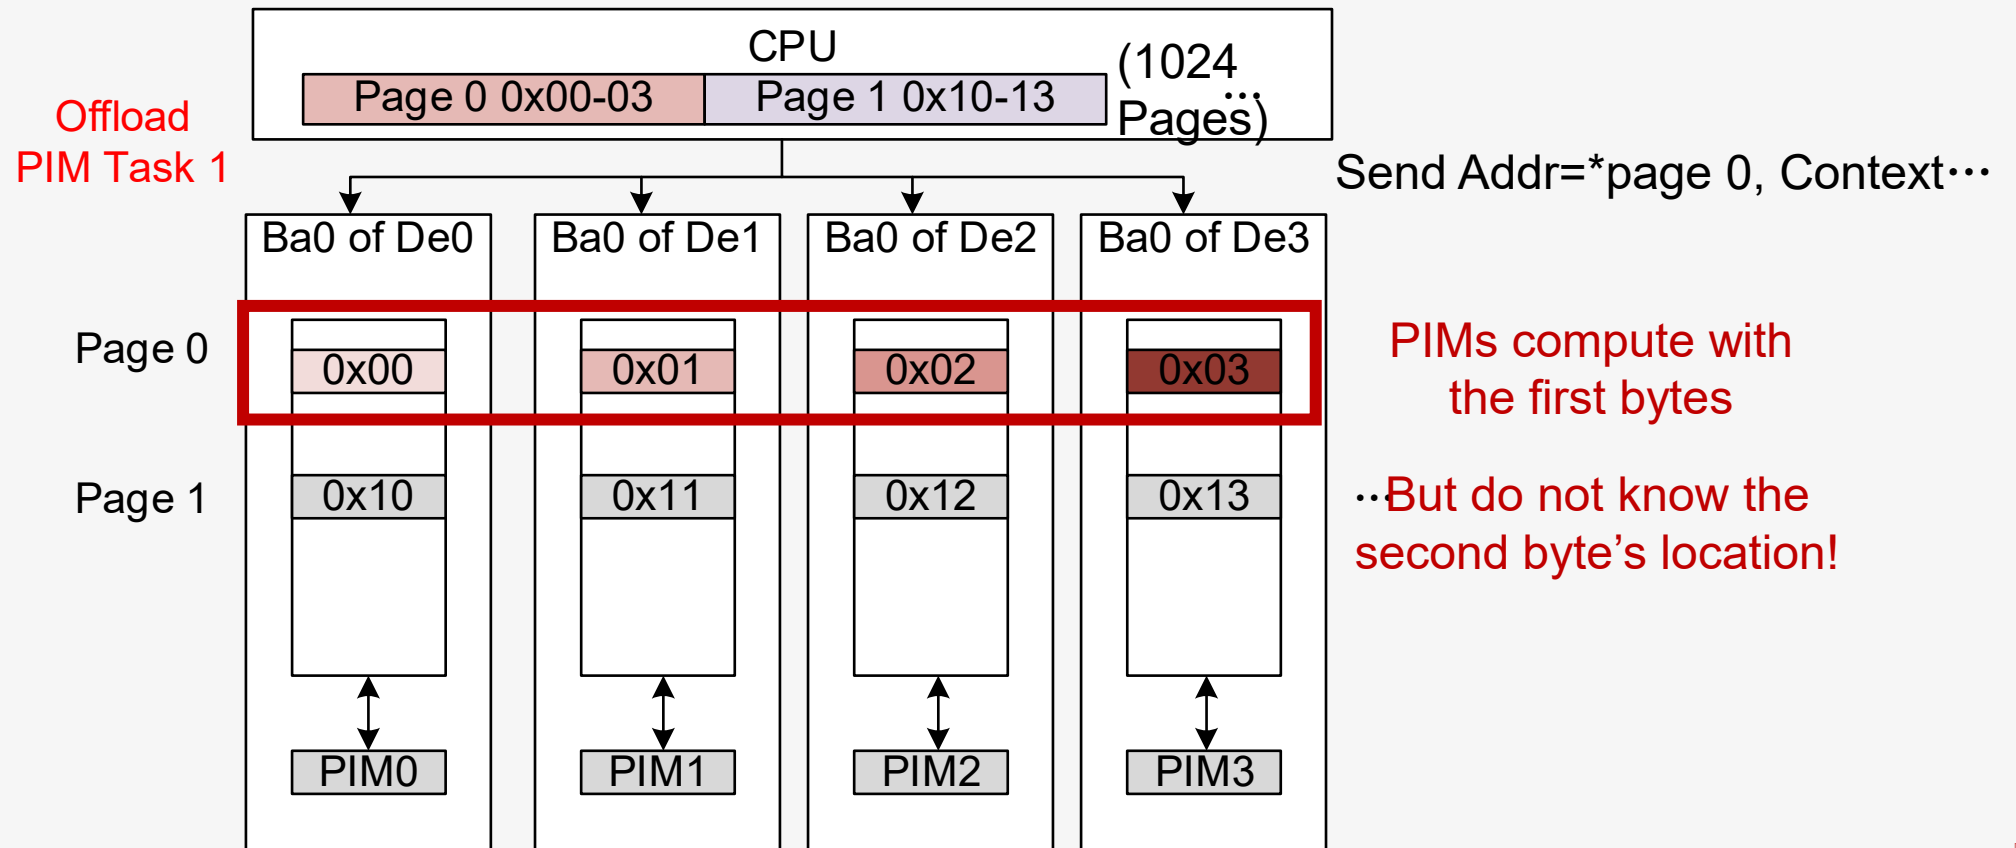 CPU
Page 0 0x00-03
Page 1 0x10-13
(1024
…
Pages)
Offload
PIM Task 1
Send Addr=*page 0, Context…
Ba0 of De0
Ba0 of De1
Ba0 of De2
Ba0 of De3
Page 0
0x00
0x01
0x02
0x03
PIMs compute with
the first bytes
Page 1
0x10
0x11
0x12
0x13
…But do not know the
second byte’s location!
PIM0
PIM1
PIM2
PIM3